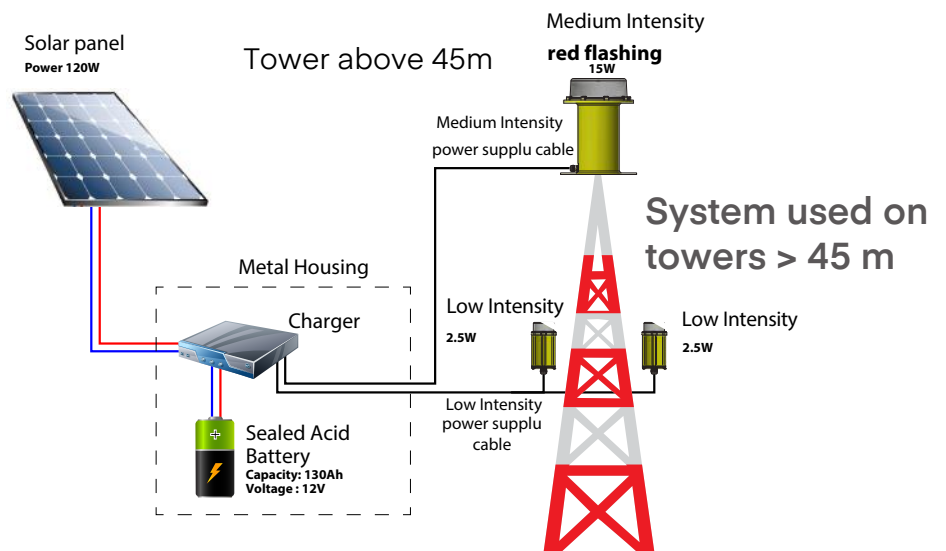 Solar panel
Power 120W
Tower above 45m
Medium Intensity
red flashing
15W
Medium Intensity
power supplu cable
System used on
towers > 45 m
Metal Housing
Charger
Low Intensity
2.5W
Low Intensity
2.5W
Low Intensity
power supplu
cable
Sealed Acid
Battery
Capacity: 130Ah
Voltage : 12V